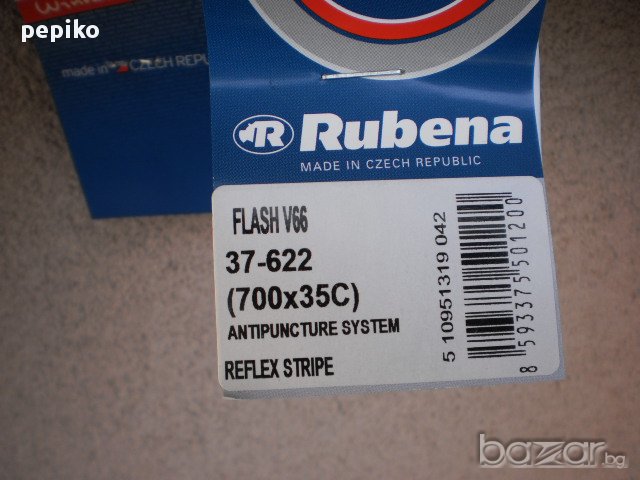 pepiko
made in CZECH REPU
Rubena
MADE IN CZECH REPUBLIC
FLASH V66
37-622
(700x35C)
ANTIPUNCTURE SYSTEM
REFLEX STRIPE
5 10951319 042
8 593375 501200
bazar.bg